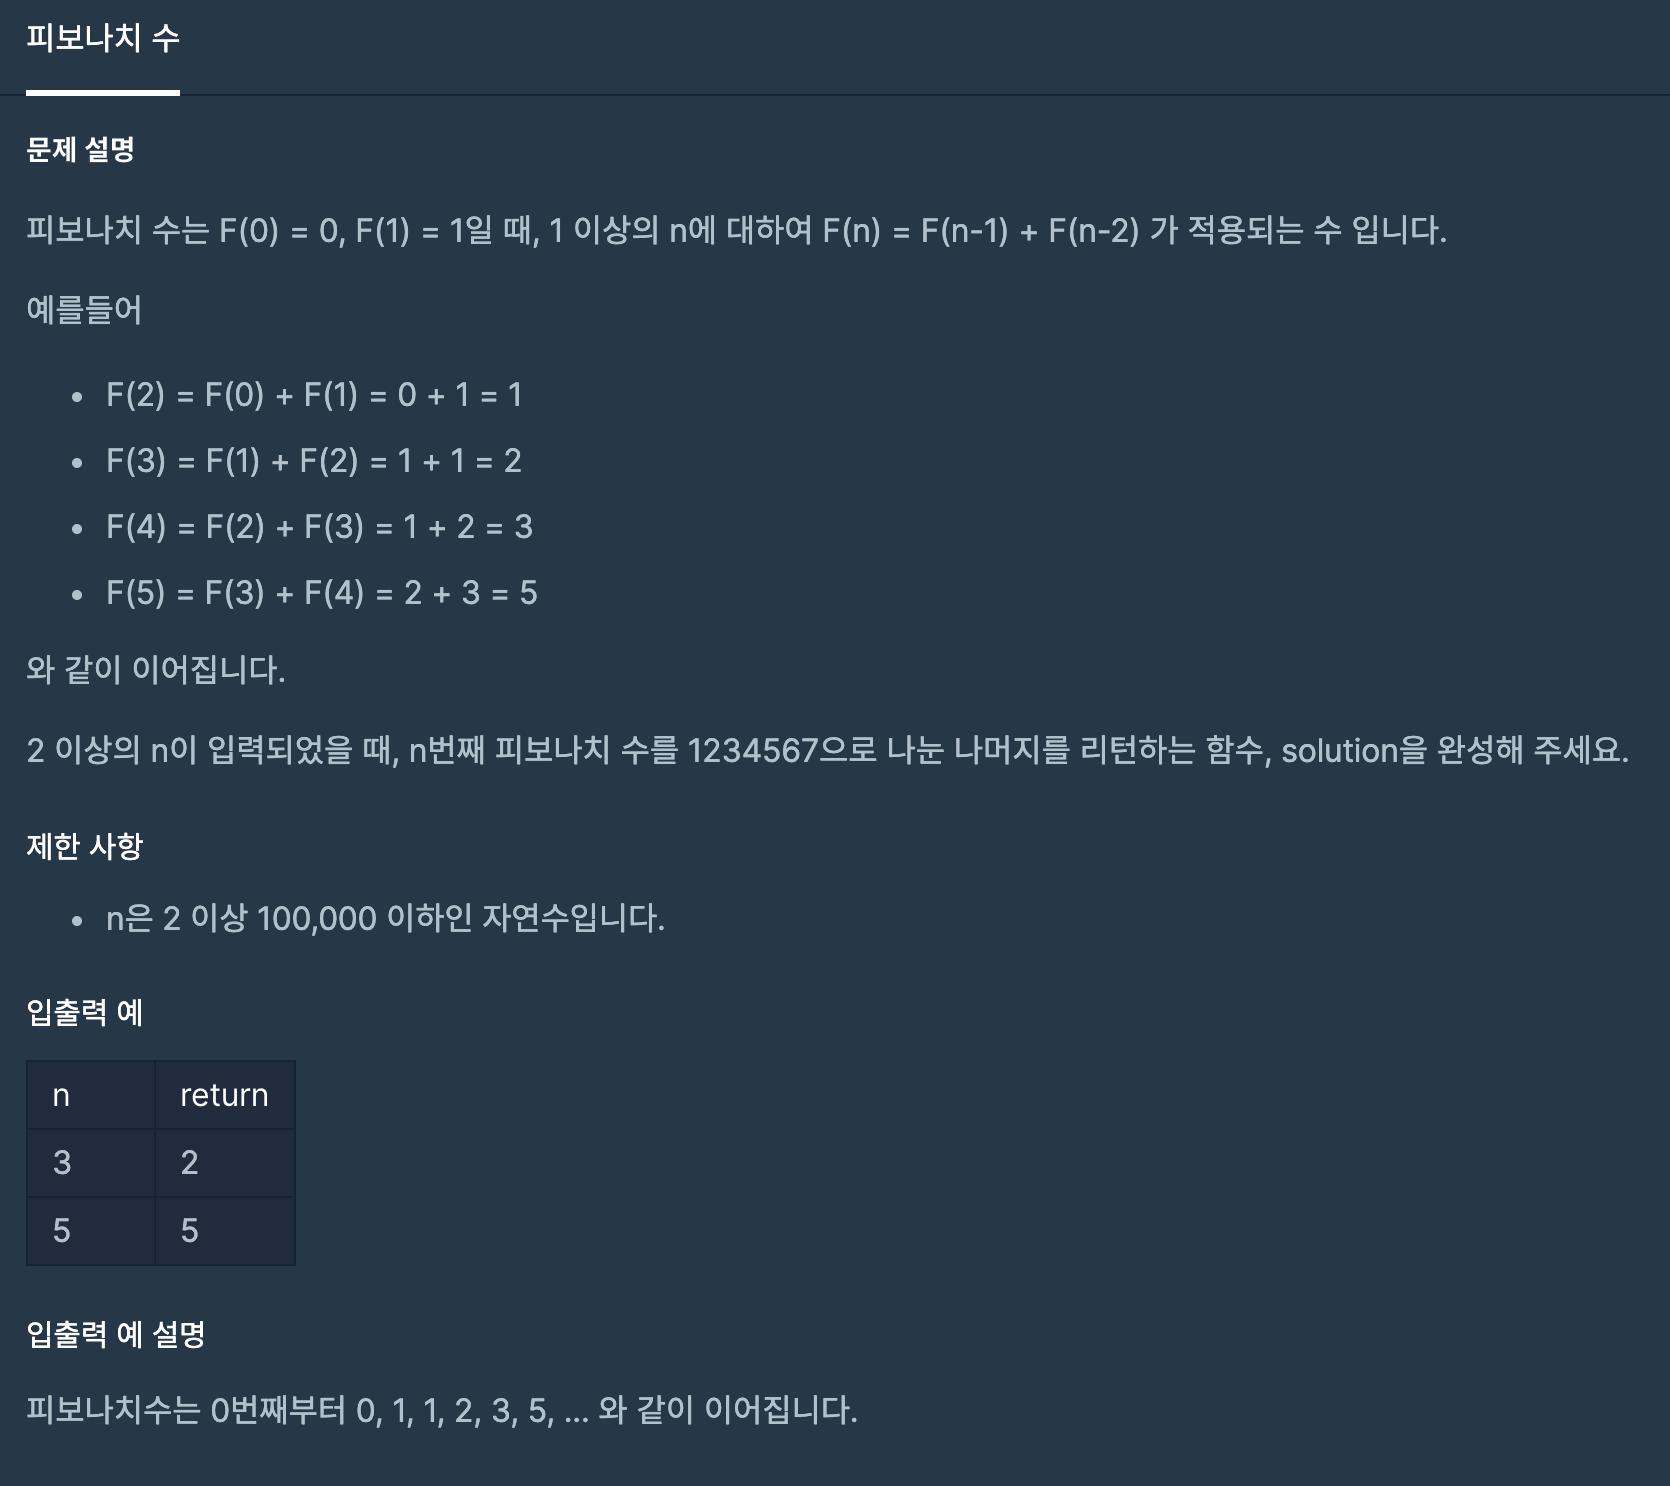 피보나치 수
문제 설명
피보나치 수는 F(0) = 0, F(1) = 1일 때, 1 이상의 n에 대하여 F(n) = F(n-1) + F(n-2) 가 적용되는 수 입니다.
예를들어
• F(2) = F(0) + F(1) = 0 + 1 = 1
• F(3) = F(1) + F(2) = 1 + 1 = 2
• F(4) = F(2) + F(3) = 1 + 2 = 3
• F(5) = F(3) + F(4) = 2 + 3 = 5
와 같이 이어집니다.
2 이상의 n이 입력되었을 때, n번째 피보나치 수를 1234567으로 나눈 나머지를 리턴하는 함수, solution을 완성해 주세요.
제한 사항
• n은 2 이상 100,000 이하인 자연수입니다.
입출력 예
n return
3 2
5 5
입출력 예 설명
피보나치수는 0번째부터 0, 1, 1, 2, 3, 5, ... 와 같이 이어집니다.